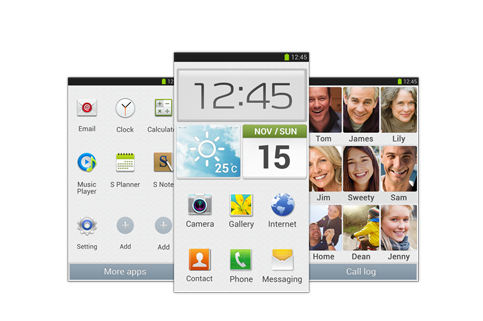 12:45
Email Clock Calculator
Music
Player
S Planner S Note
Setting Add Add
More apps
12:45
12:45
25°C
NOV / SUN
15
Camera Gallery Internet
Contact Phone Messaging
12:45
Tom James Lily
Jim Sweety Sam
Home Dean Jenny
Call log